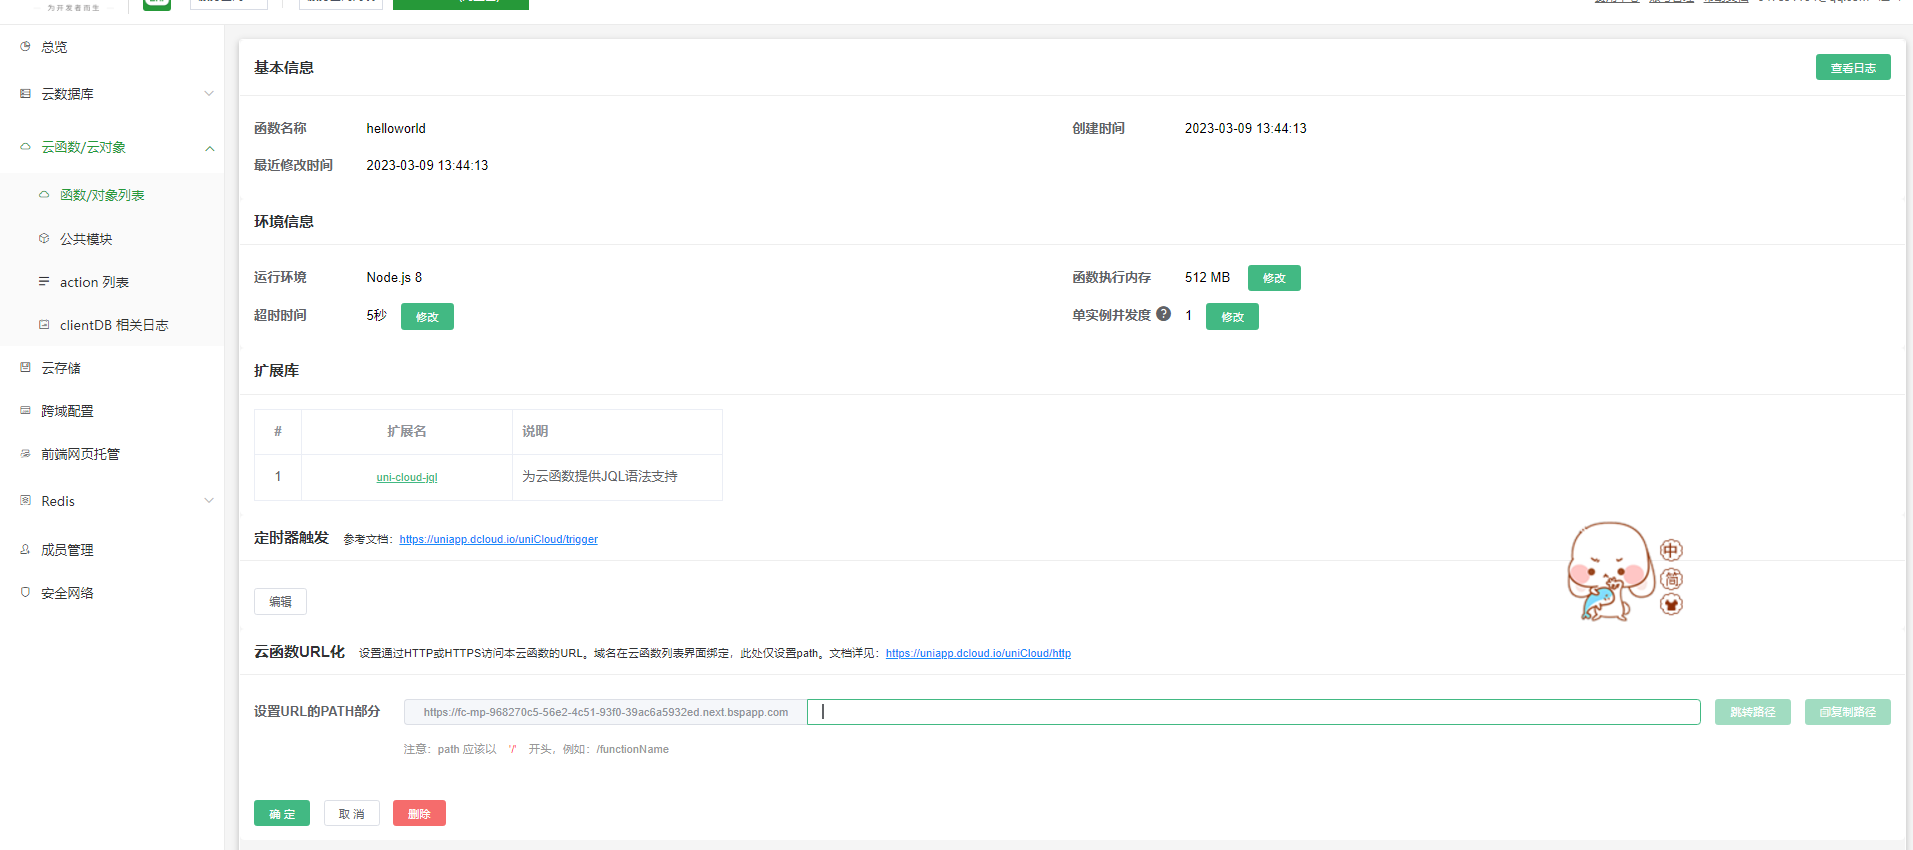 为开发者而生
总览
云数据库
云函数/云对象
函数/对象列表
公共模块
action 列表
clientDB 相关日志
云存储
跨域配置
前端网页托管
Redis
成员管理
安全网络
基本信息
查看日志
函数名称 helloworld 创建时间 2023-03-09 13:44:13
最近修改时间 2023-03-09 13:44:13
环境信息
运行环境 Node.js 8 函数执行内存 512 MB 修改
超时时间 5秒 修改 单实例并发度 ? 1 修改
扩展库
# 扩展名 说明
1 uni-cloud-jql 为云函数提供JQL语法支持
定时器触发 参考文档：https://uniapp.dcloud.io/uniCloud/trigger
编辑
中
简
云函数URL化 设置通过HTTP或HTTPS访问本云函数的URL。域名在云函数列表界面绑定，此处仅设置path。文档详见：https://uniapp.dcloud.io/uniCloud/http
设置URL的PATH部分 https://fc-mp-968270c5-56e2-4c51-93f0-39ac6a5932ed.next.bspapp.com 跳转路径 复制路径
注意：path 应该以 '/' 开头，例如：/functionName
确 定 取 消 删除